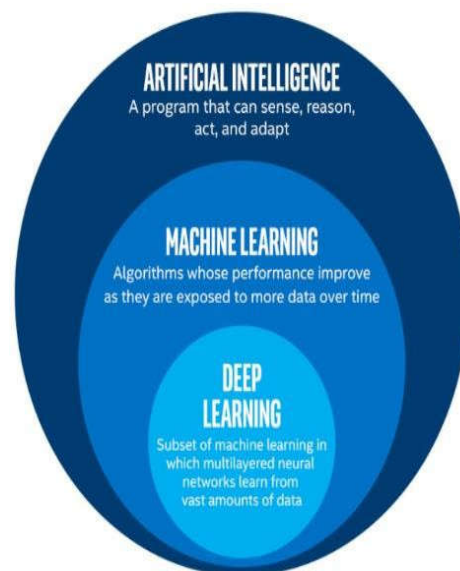 ARTIFICIAL INTELLIGENCE
A program that can sense, reason,
act, and adapt
MACHINE LEARNING
Algorithms whose performance improve
as they are exposed to more data over time
DEEP
LEARNING
Subset of machine learning in
which multilayered neural
networks learn from
vast amounts of data